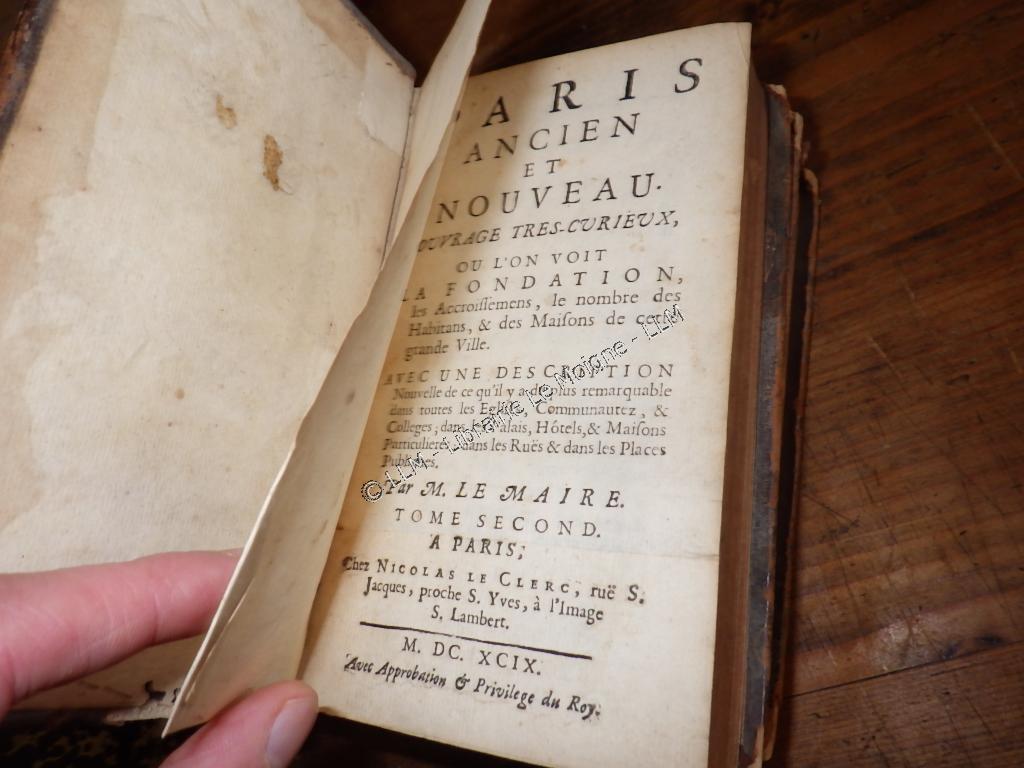 PARIS
ANCIEN
ET
NOUVEAU.
OUVRAGE TRES-CURIEUX,
OU L'ON VOIT
LA FONDATION,
les Accroissemens, le nombre des
Habitans, & des Maisons de cette
grande Ville.
AVEC UNE DESCRIPTION
Nouvelle de ce qu'il y a de plus remarquable
dans toutes les Eglises, Communautez, &
Colleges; dans les Palais, Hôtels, & Maisons
Particulieres, dans les Ruës & dans les Places
Publiques.
Par M. LE MAIRE.
TOME SECOND.
A PARIS,
Chez NICOLAS LE CLERC, ruë S.
Jacques, proche S. Yves, à l'Image
S. Lambert.
M. DC. XCIX.
Avec Approbation & Privilege du Roy.
© LLM - Librairie Le Moigne - LLM